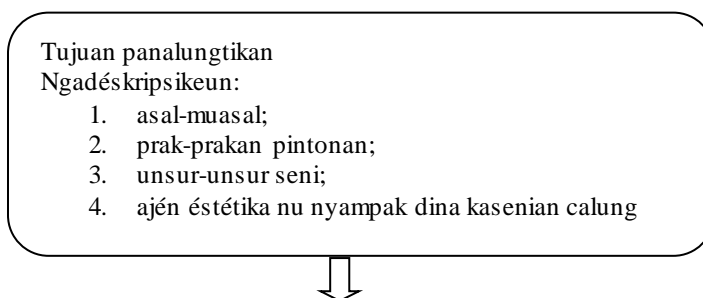 Tujuan panalungtikan
Ngadéskripsikeun:
1. asal-muasal;
2. prak-prakan pintonan;
3. unsur-unsur seni;
4. ajén éstétika nu nyampak dina kasenian calung